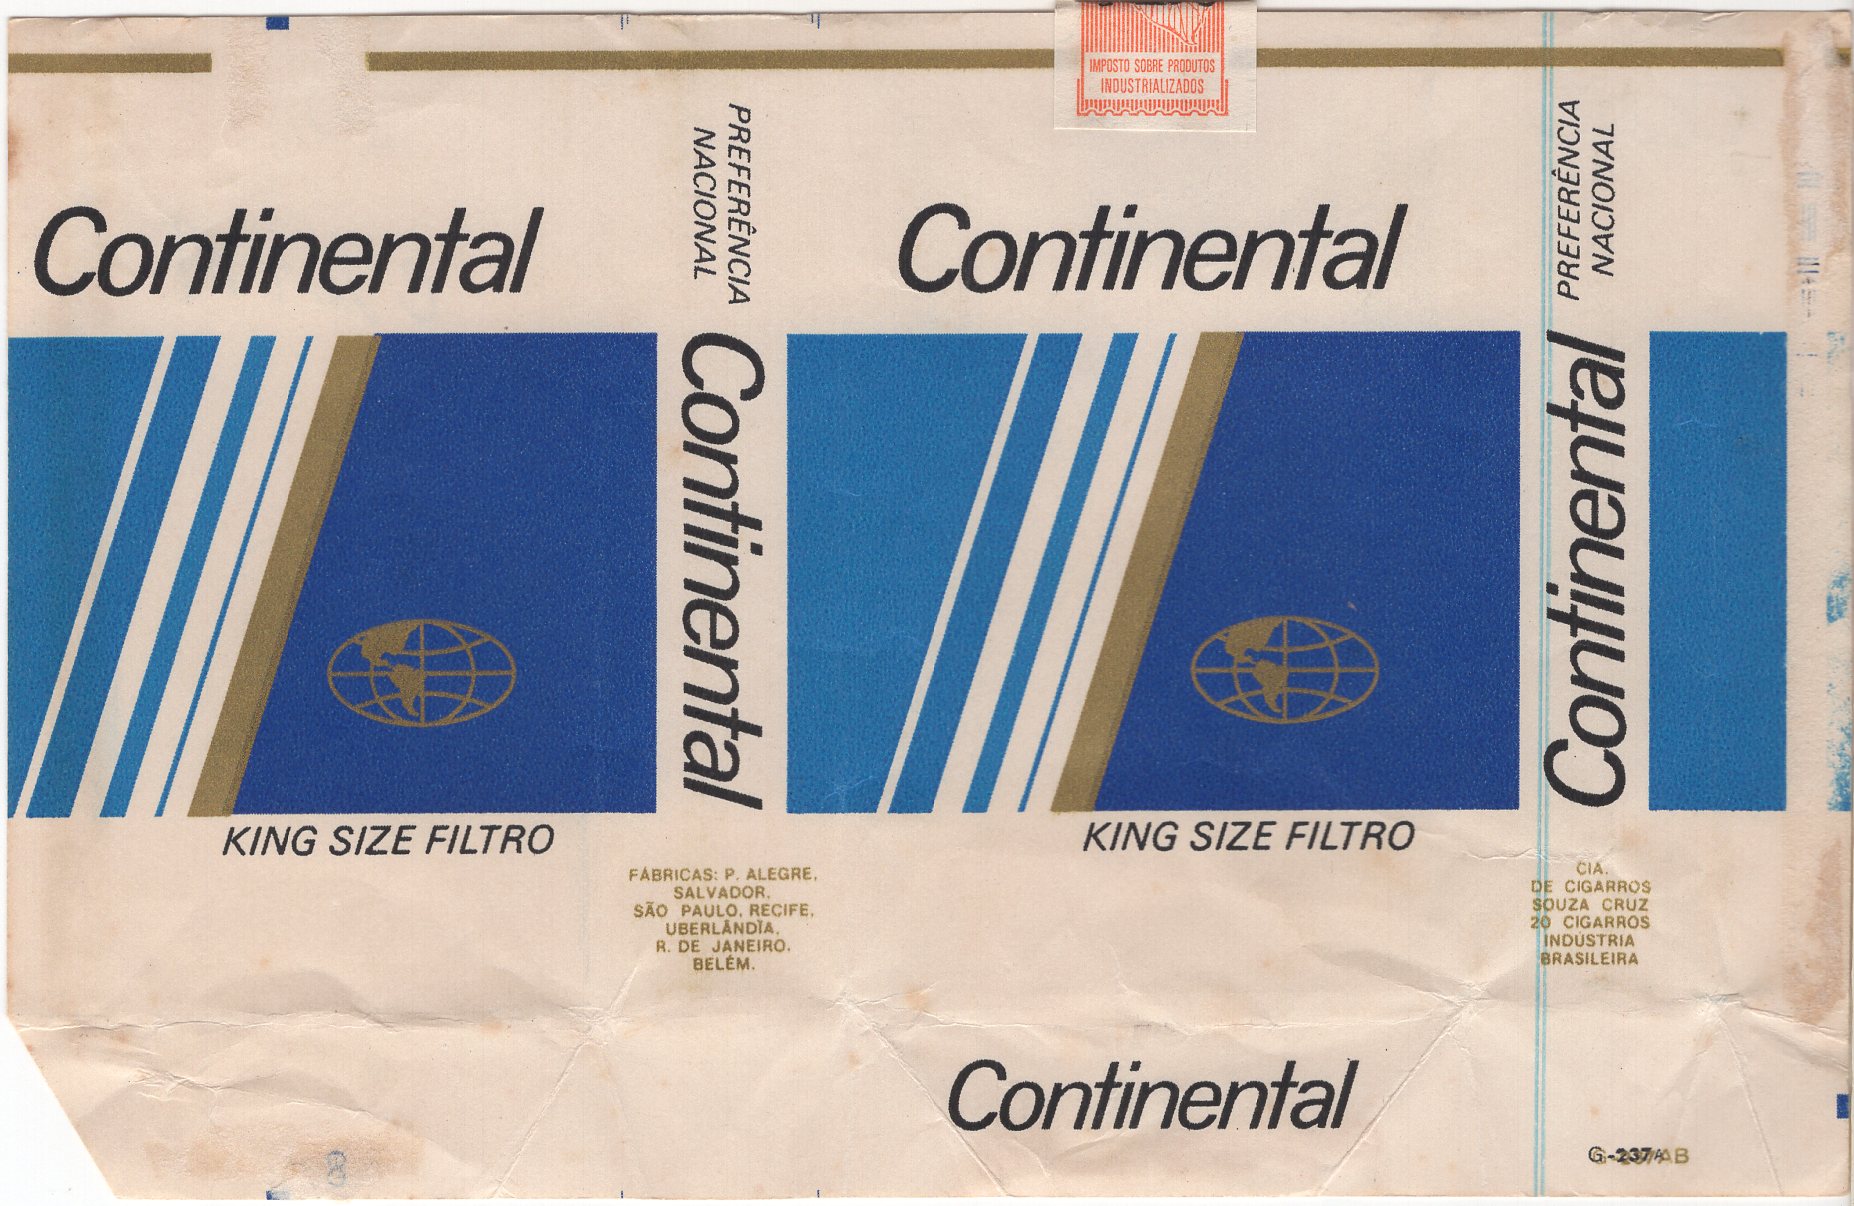 IMPOSTO SOBRE PRODUTOS
INDUSTRIALIZADOS
Continental
KING SIZE FILTRO
PREFERÊNCIA
NACIONAL
Continental
FÁBRICAS: P. ALEGRE,
SALVADOR,
SÃO PAULO, RECIFE,
UBERLÂNDIA,
R. DE JANEIRO,
BELÉM.
Continental
KING SIZE FILTRO
Continental
PREFERÊNCIA
NACIONAL
Continental
CIA.
DE CIGARROS
SOUZA CRUZ
20 CIGARROS
INDÚSTRIA
BRASILEIRA
8